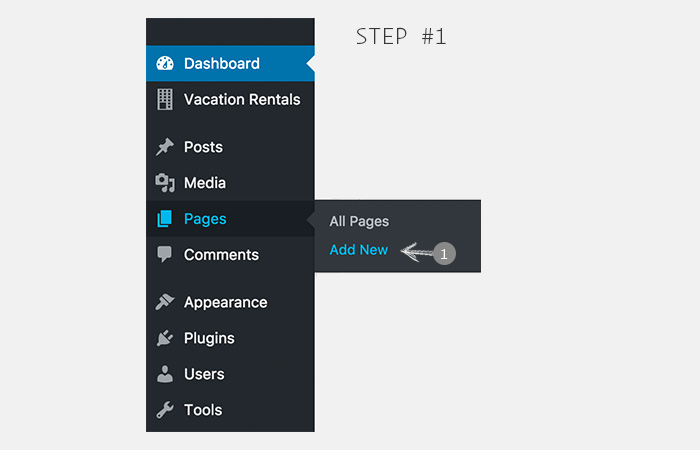 STEP #1
Dashboard
Vacation Rentals
Posts
Media
Pages
All Pages
Add New
1
Comments
Appearance
Plugins
Users
Tools